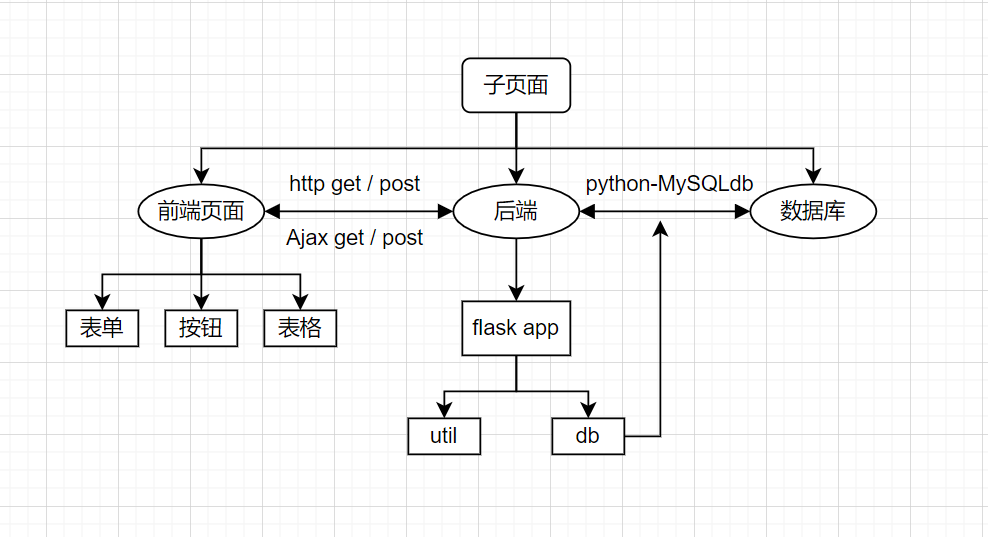 子页面
http get / post
python-MySQLdb
前端页面
后端
数据库
Ajax get / post
表单
按钮
表格
flask app
util
db